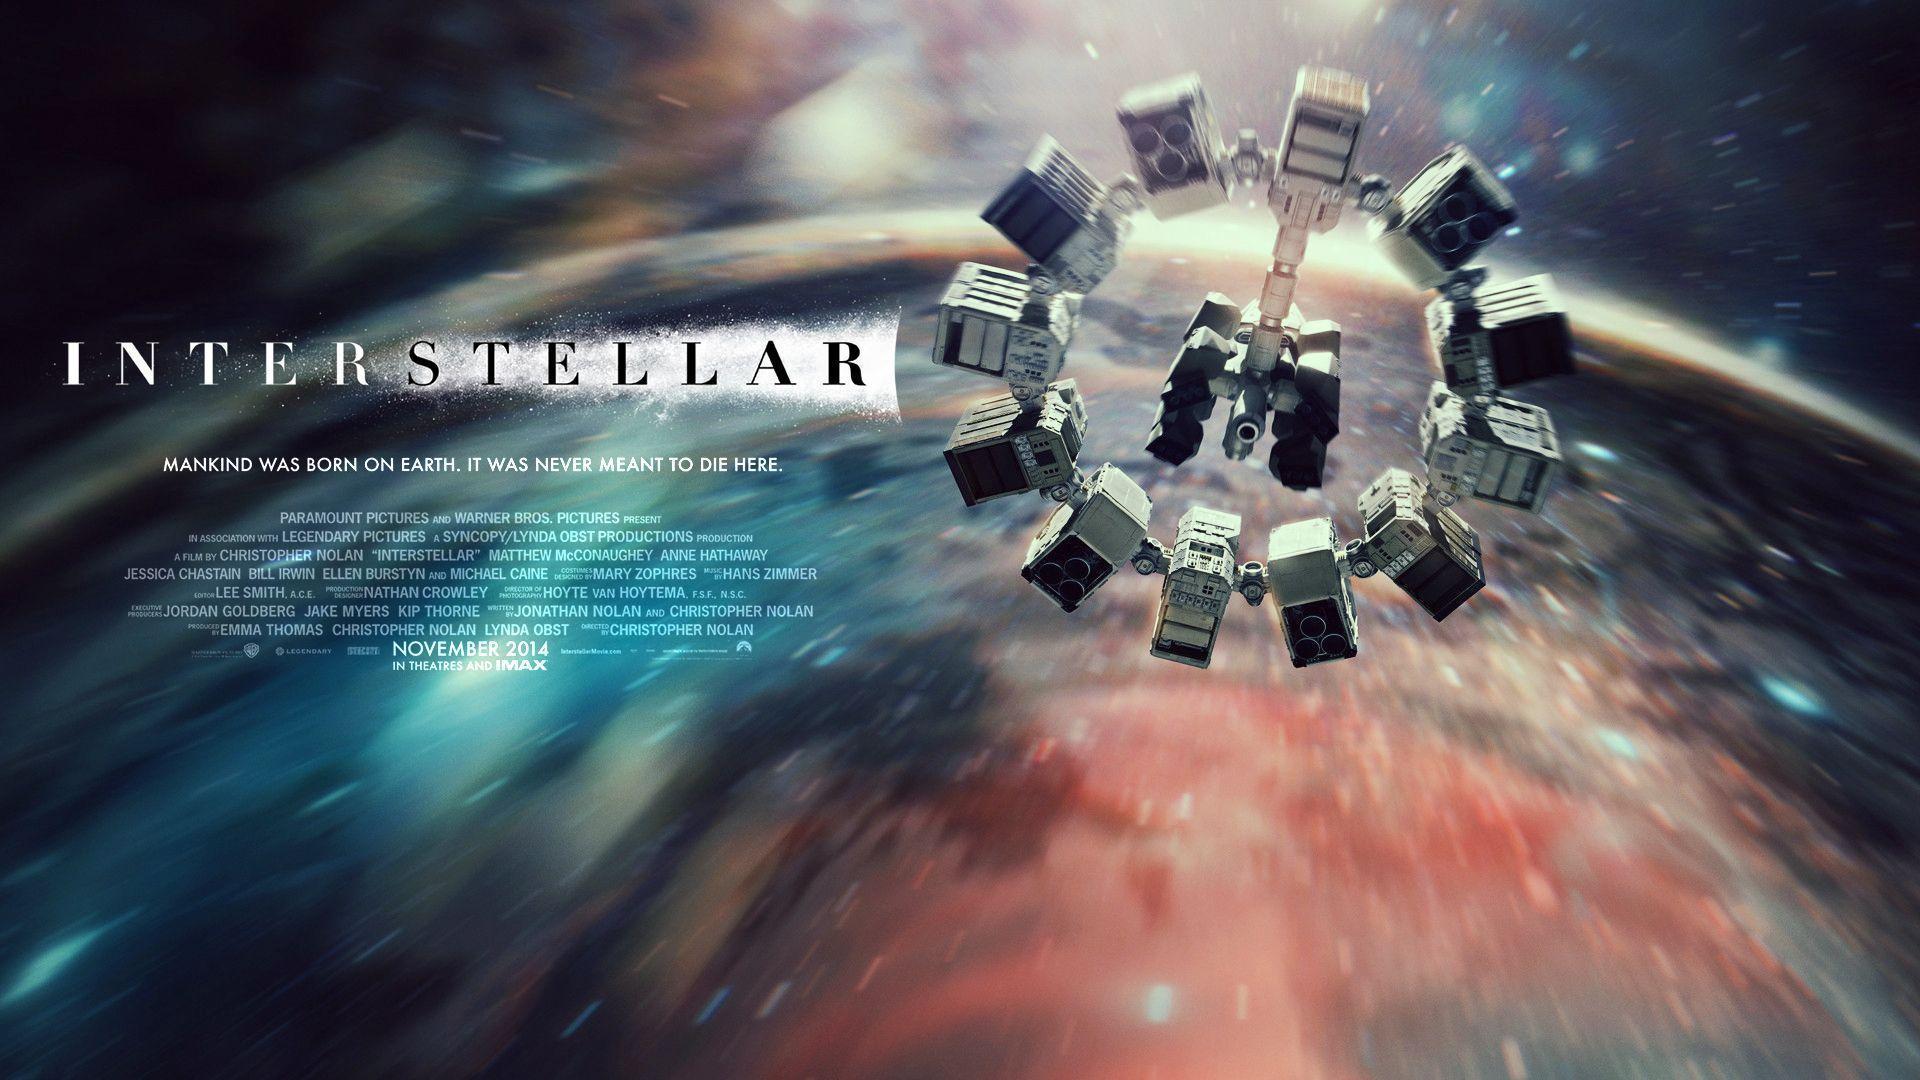 INTERSTELLAR
MANKIND WAS BORN ON EARTH. IT WAS NEVER MEANT TO DIE HERE.
PARAMOUNT PICTURES AND WARNER BROS. PICTURES PRESENT
IN ASSOCIATION WITH LEGENDARY PICTURES A SYNCOPY/LYNDA OBST PRODUCTIONS PRODUCTION
A FILM BY CHRISTOPHER NOLAN “INTERSTELLAR” MATTHEW McCONAUGHEY ANNE HATHAWAY
JESSICA CHASTAIN BILL IRWIN ELLEN BURSTYN AND MICHAEL CAINE COSTUMES DESIGNED BY MARY ZOPHRES MUSIC BY HANS ZIMMER
EDITOR LEE SMITH, A.C.E. PRODUCTION DESIGNER NATHAN CROWLEY DIRECTOR OF PHOTOGRAPHY HOYTE VAN HOYTEMA, F.S.F., N.S.C.
EXECUTIVE PRODUCERS JORDAN GOLDBERG JAKE MYERS KIP THORNE WRITTEN BY JONATHAN NOLAN AND CHRISTOPHER NOLAN
PRODUCED BY EMMA THOMAS CHRISTOPHER NOLAN LYNDA OBST DIRECTED BY CHRISTOPHER NOLAN
LEGENDARY NOVEMBER 2014 InterstellarMovie.com
IN THEATRES AND IMAX